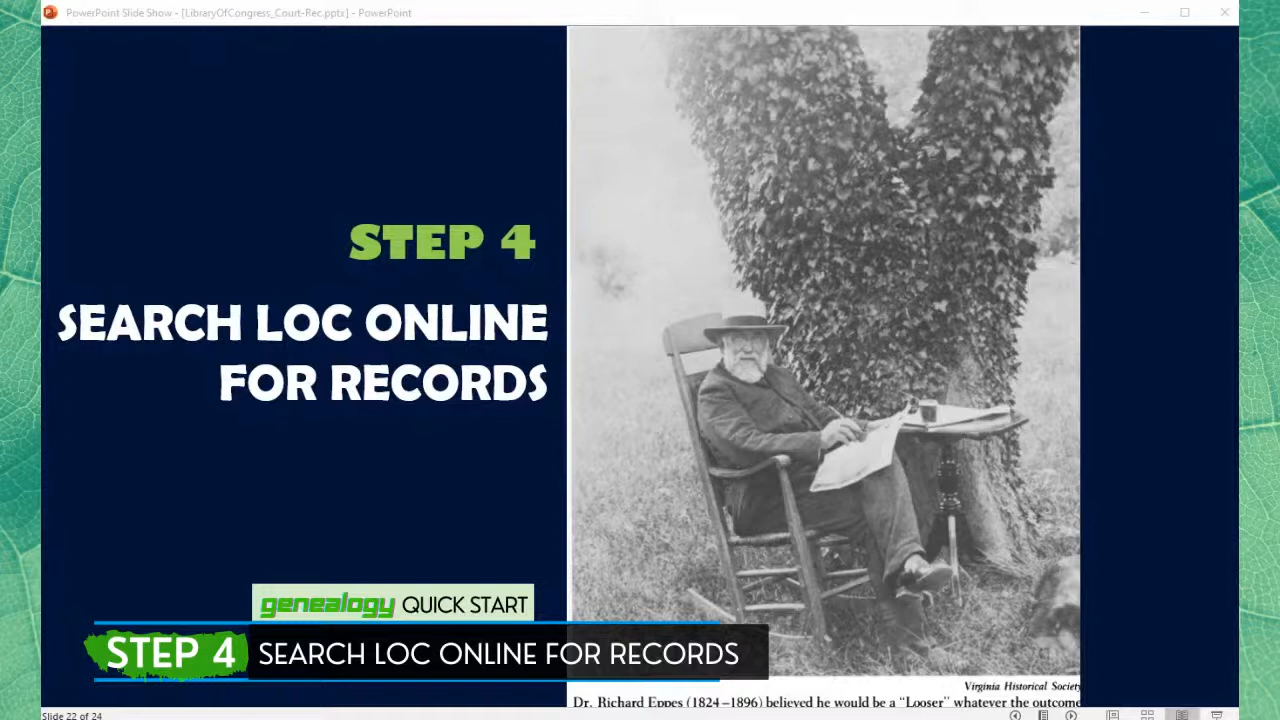 PowerPoint Slide Show - [LibraryOfCongress_Court-Rec.pptx] - PowerPoint
STEP 4
SEARCH LOC ONLINE
FOR RECORDS
genealogy QUICK START
STEP 4 SEARCH LOC ONLINE FOR RECORDS
Virginia Historical Society
Dr. Richard Eppes (1824–1896) believed he would be a “Looser” whatever the outcome
Slide 22 of 24